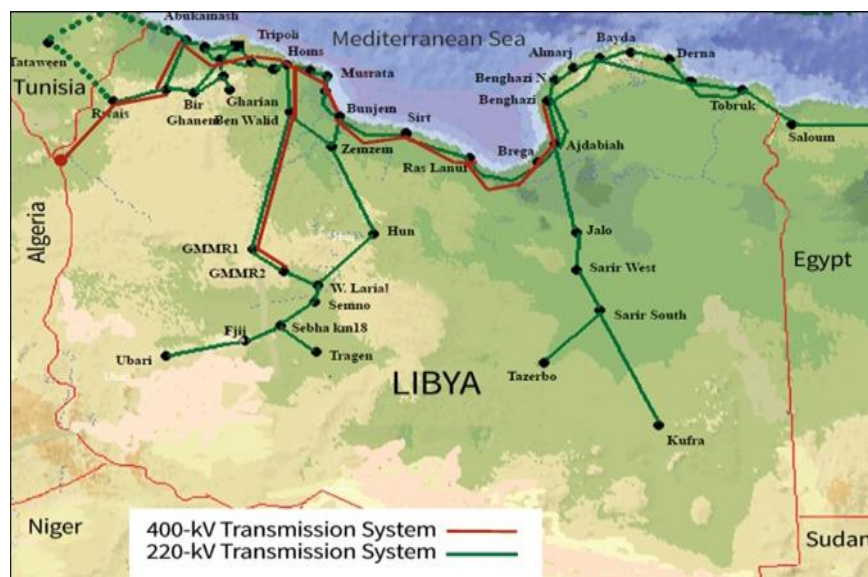 Abukamash
Tripoli
Mediterranean Sea
Homs
Musrata
Tataween
Tunisia
Rwais
Bir
Ghanem
Gharian
Ben Walid
Bunjem
Zemzem
Sirt
Ras Lanuf
Brega
Ajdabiah
Benghazi
Benghazi N
Almarj
Bayda
Derna
Tobruk
Saloum
Algeria
GMMR1
GMMR2
Hun
W. Larial
Semno
Sebha km18
Fjij
Ubari
Tragen
Jalo
Sarir West
Sarir South
Tazerbo
Kufra
Egypt
LIBYA
Niger
Sudan
400-kV Transmission System
220-kV Transmission System